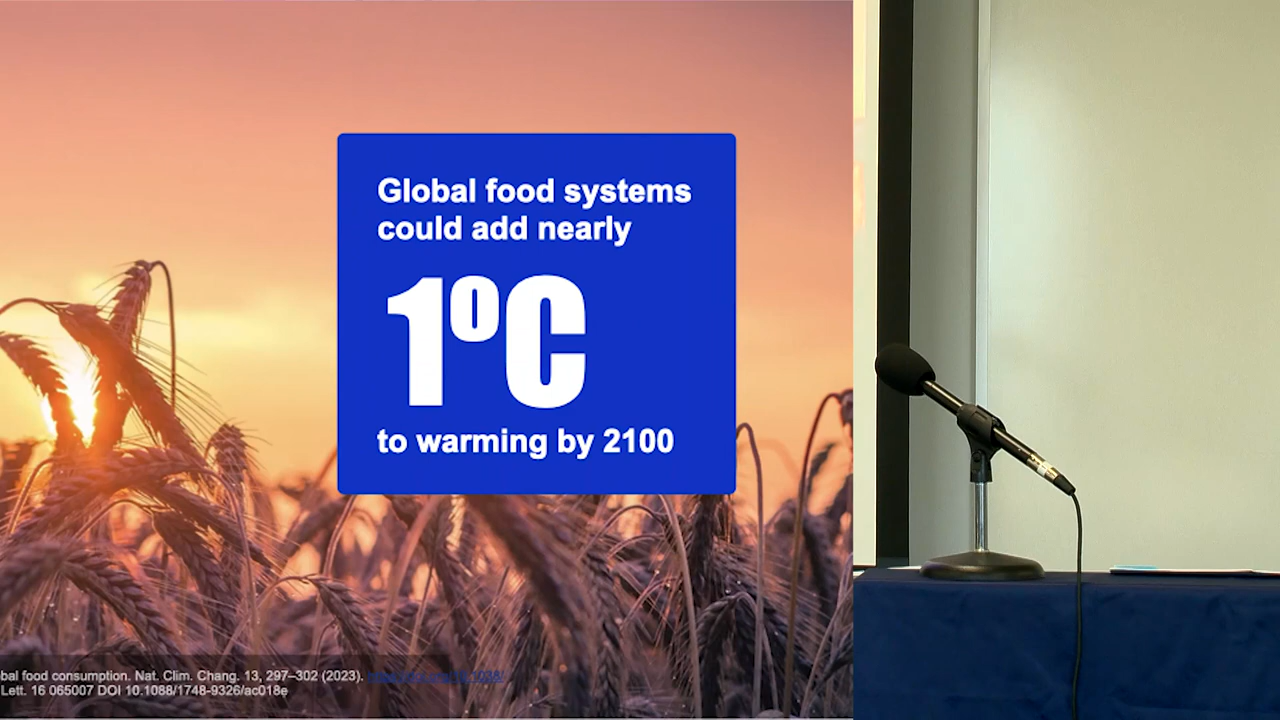 Global food systems
could add nearly
1ºC
to warming by 2100
bal food consumption. Nat. Clim. Chang. 13, 297–302 (2023).
Lett. 16 065007 DOI 10.1088/1748-9326/ac018e